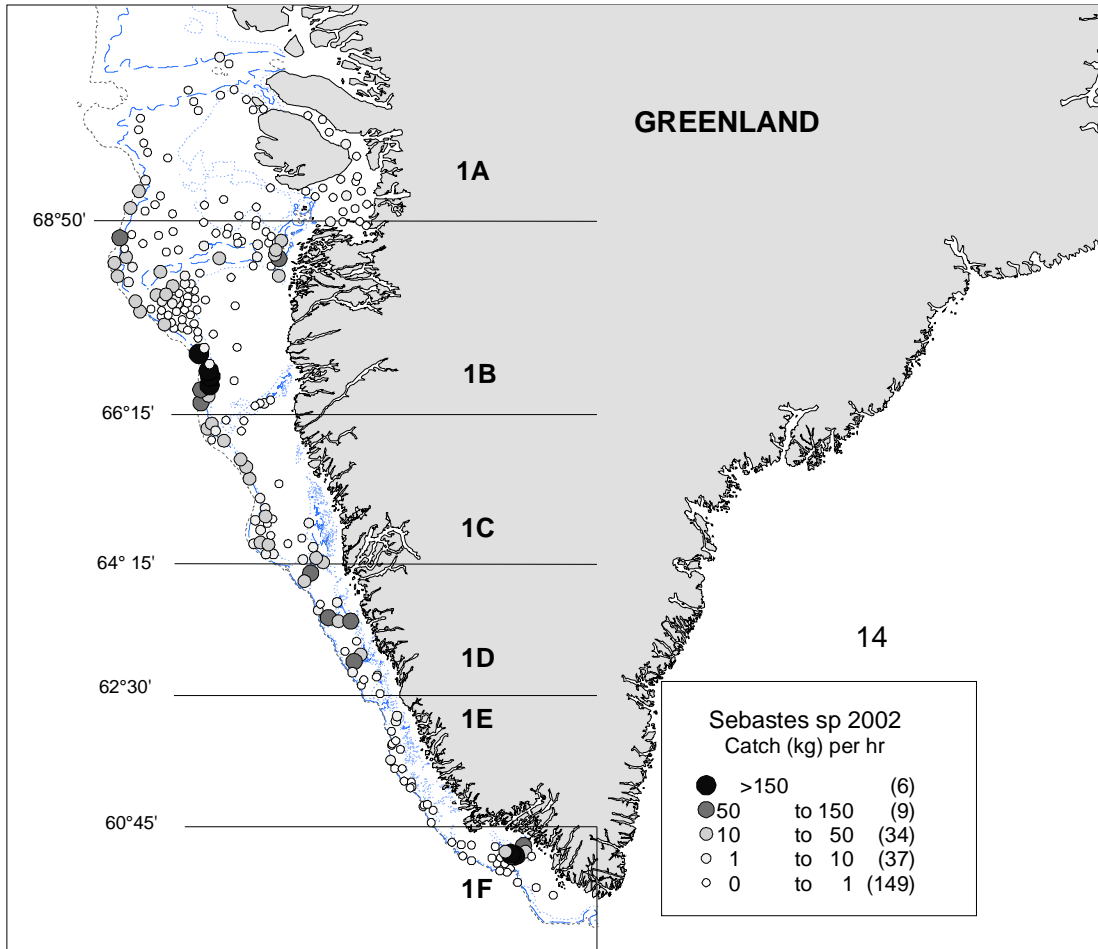 GREENLAND
1A
68°50'
1B
66°15'
1C
64° 15'
14
1D
62°30'
1E
Sebastes sp 2002
Catch (kg) per hr
>150 (6)
50 to 150 (9)
10 to 50 (34)
1 to 10 (37)
0 to 1 (149)
60°45'
1F